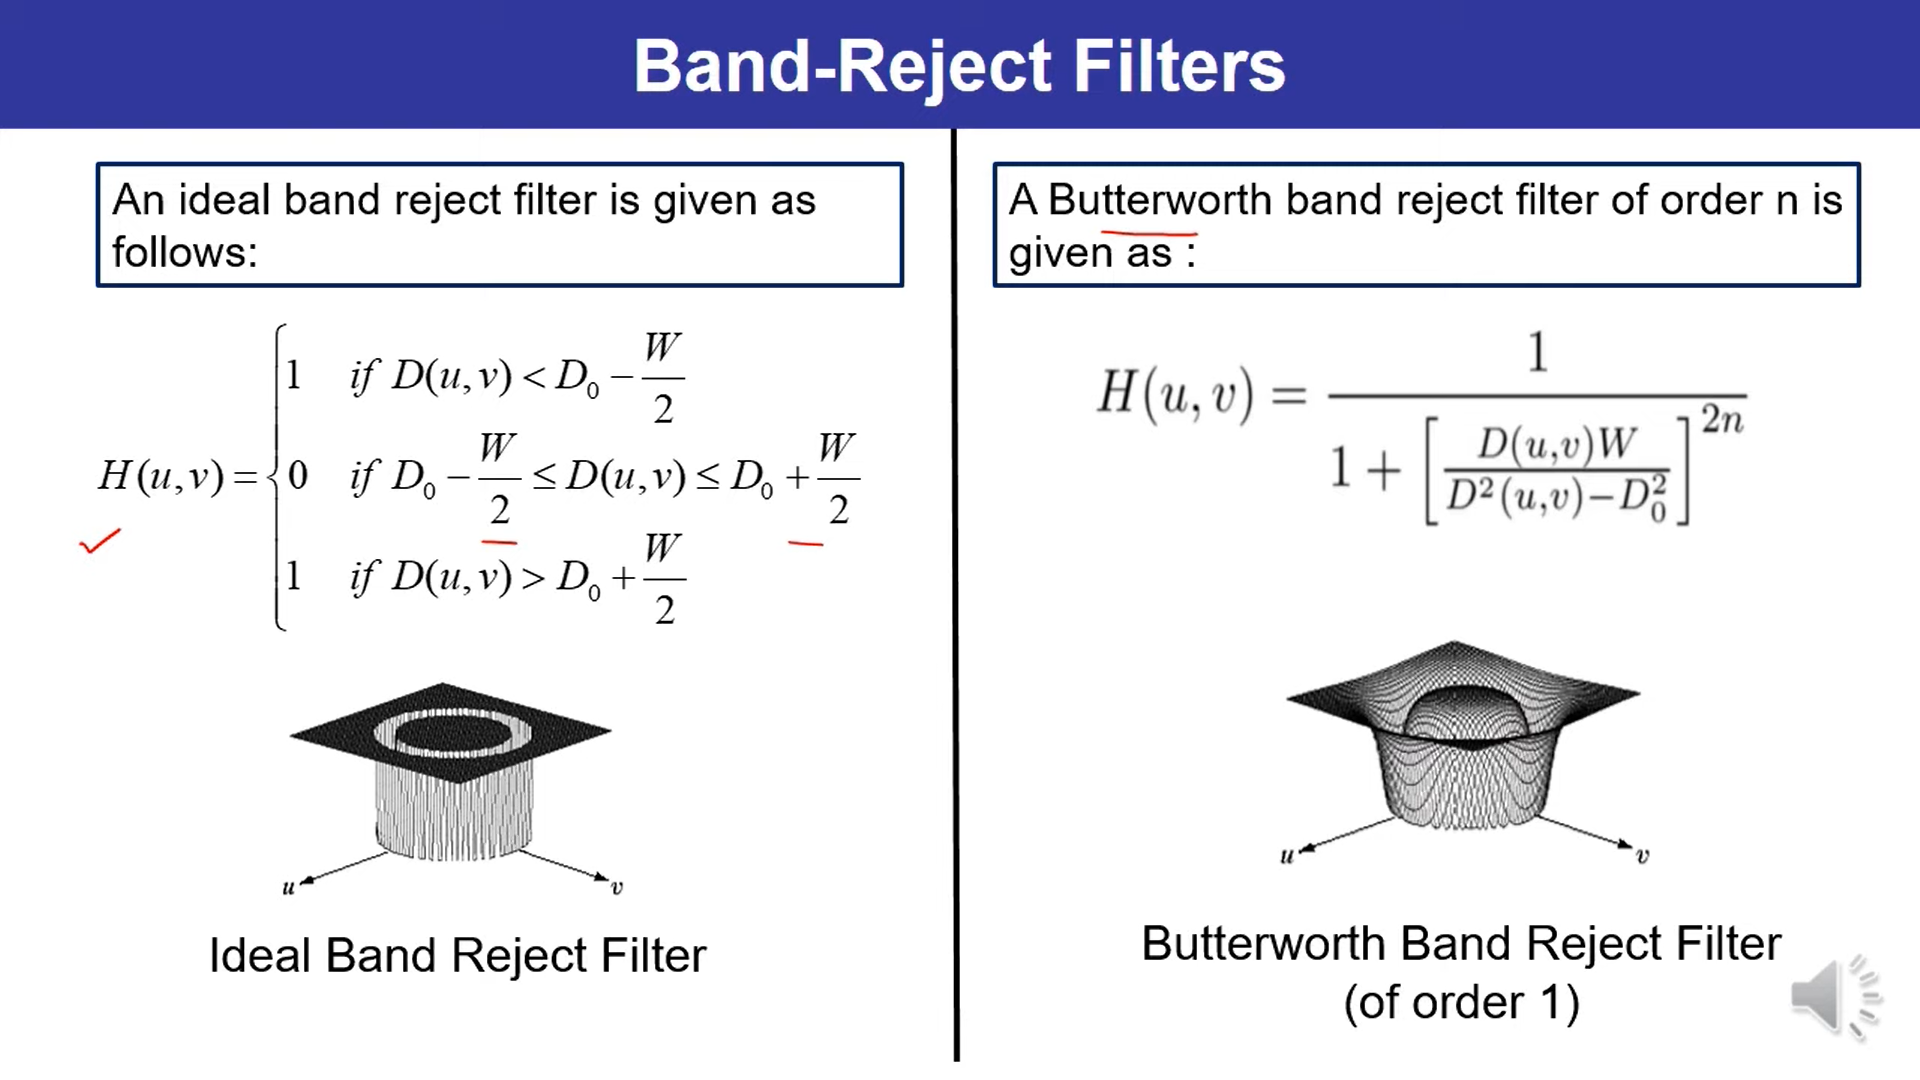 Band-Reject Filters
An ideal band reject filter is given as
follows:
H(u,v) = { 1 if D(u,v) < D₀ − W/2
0 if D₀ − W/2 ≤ D(u,v) ≤ D₀ + W/2
1 if D(u,v) > D₀ + W/2
u v
Ideal Band Reject Filter
A Butterworth band reject filter of order n is
given as :
H(u,v) = 1 / (1 + [D(u,v)W / (D²(u,v)−D₀²)]²ⁿ)
u v
Butterworth Band Reject Filter
(of order 1)